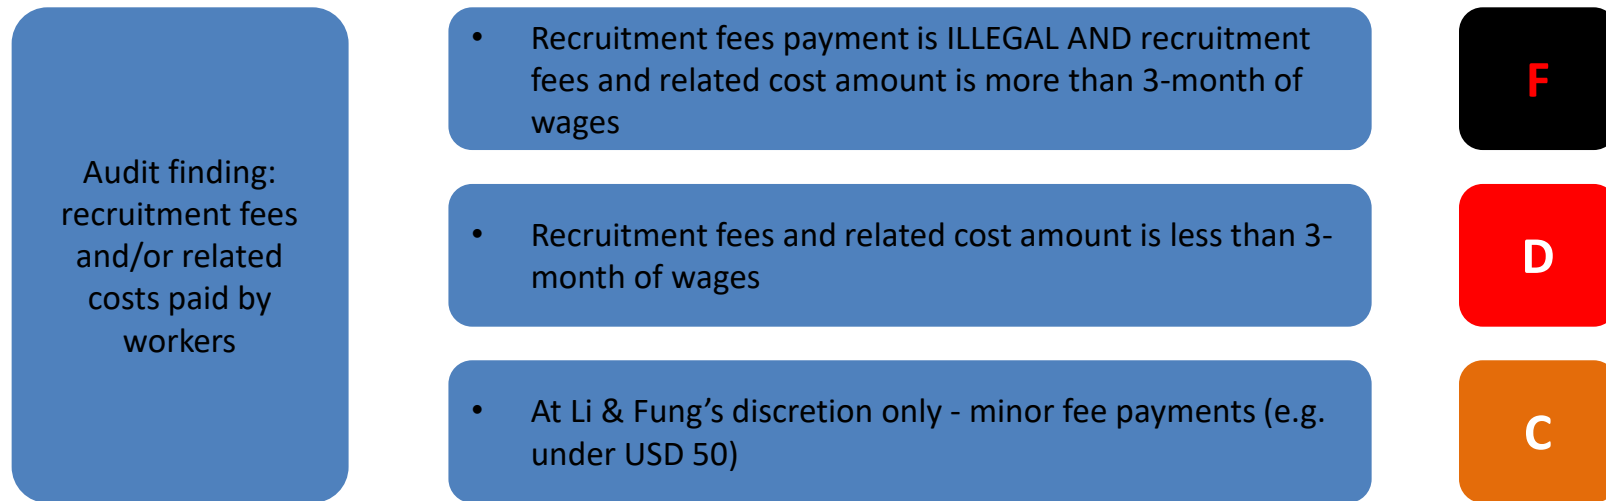 Audit finding:
recruitment fees
and/or related
costs paid by
workers
• Recruitment fees payment is ILLEGAL AND recruitment
fees and related cost amount is more than 3-month of
wages
F
• Recruitment fees and related cost amount is less than 3-
month of wages
D
• At Li & Fung’s discretion only - minor fee payments (e.g.
under USD 50)
C